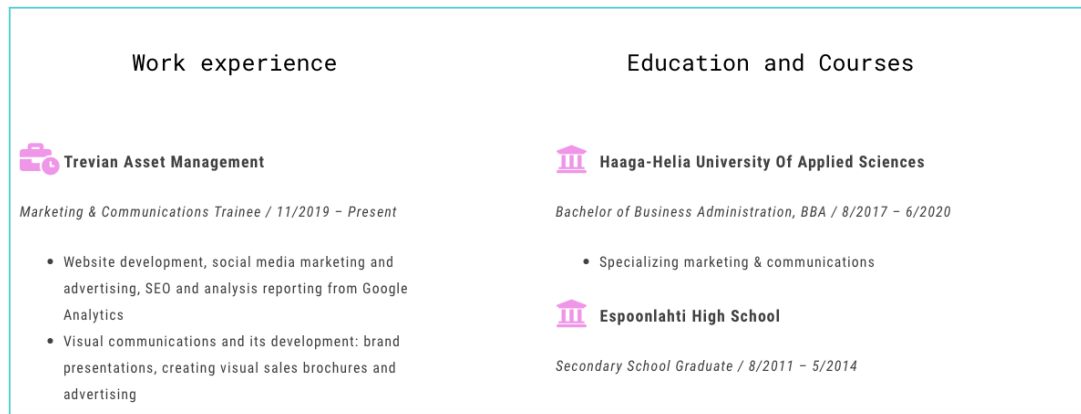 Work experience
Trevian Asset Management
Marketing & Communications Trainee / 11/2019 – Present
• Website development, social media marketing and
advertising, SEO and analysis reporting from Google
Analytics
• Visual communications and its development: brand
presentations, creating visual sales brochures and
advertising
Education and Courses
Haaga-Helia University Of Applied Sciences
Bachelor of Business Administration, BBA / 8/2017 – 6/2020
• Specializing marketing & communications
Espoonlahti High School
Secondary School Graduate / 8/2011 – 5/2014